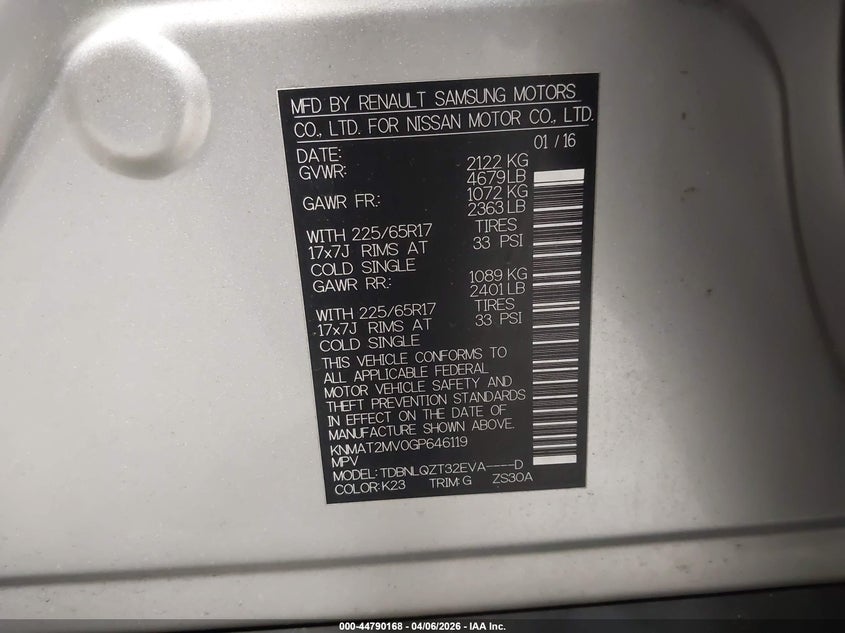 MFD BY RENAULT SAMSUNG MOTORS
CO., LTD. FOR NISSAN MOTOR CO., LTD.
DATE: 01 / 16
GVWR: 2122 KG
4679 LB
GAWR FR: 1072 KG
2363 LB
WITH 225/65R17 TIRES
17x7J RIMS AT 33 PSI
COLD SINGLE
GAWR RR: 1089 KG
2401 LB
WITH 225/65R17 TIRES
17x7J RIMS AT 33 PSI
COLD SINGLE
THIS VEHICLE CONFORMS TO
ALL APPLICABLE FEDERAL
MOTOR VEHICLE SAFETY AND
THEFT PREVENTION STANDARDS
IN EFFECT ON THE DATE OF
MANUFACTURE SHOWN ABOVE.
KNMAT2MV0GP646119
MPV
MODEL: TDBNLQZT32EVA----D
COLOR: K23 TRIM: G ZS30A
000-44790168 - 04/06/2026 - IAA Inc.